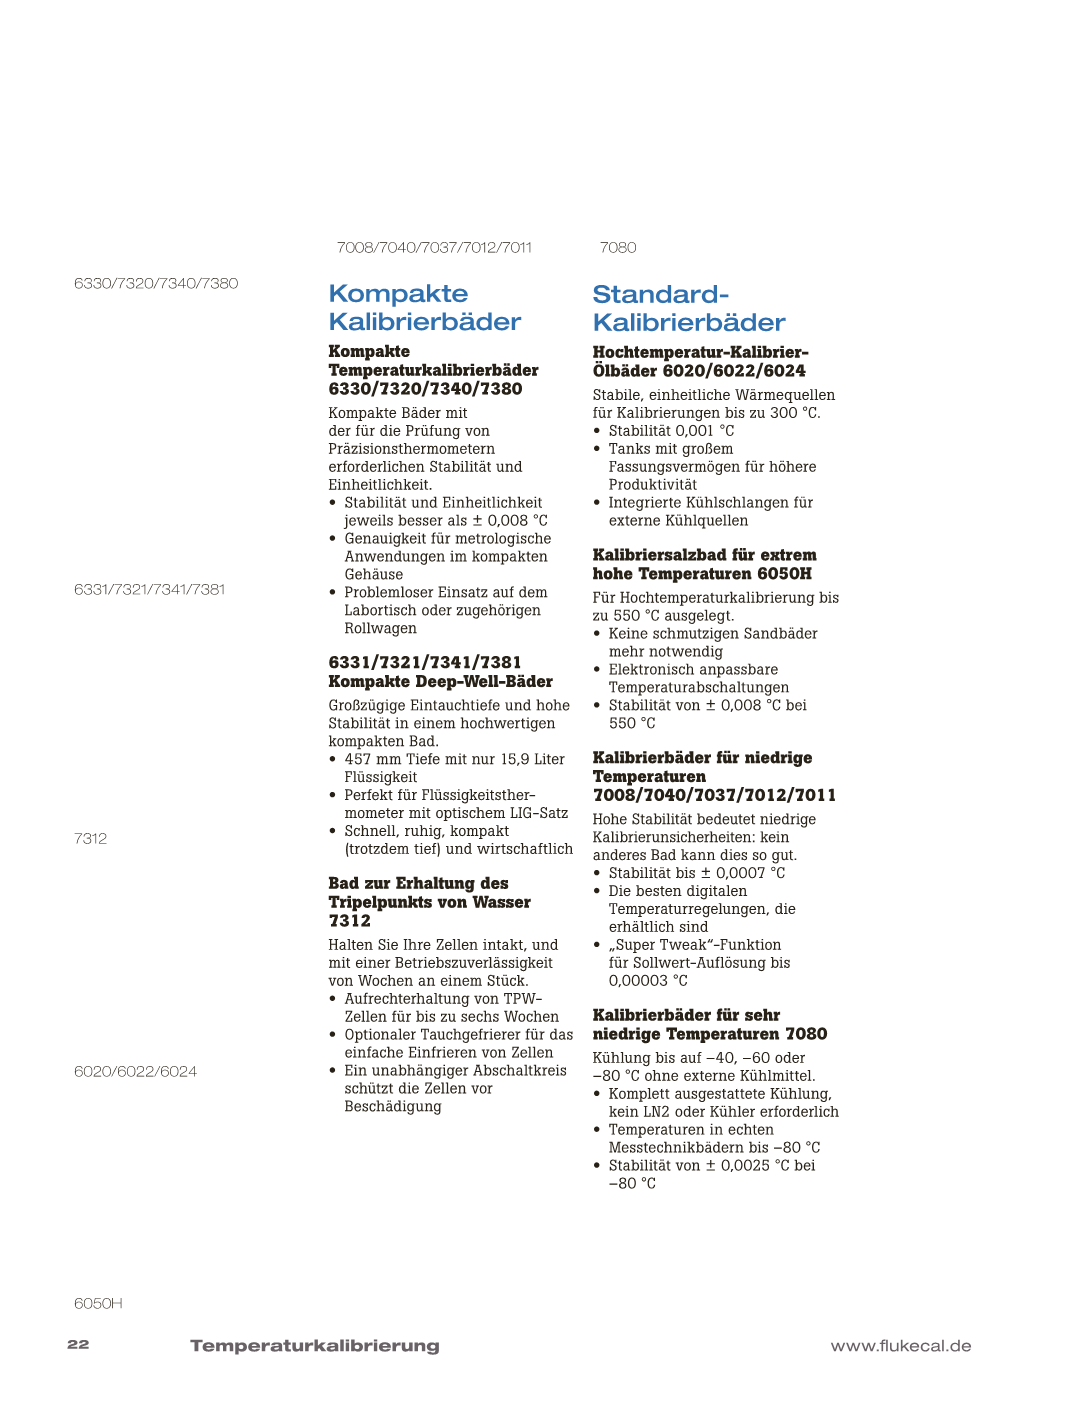 7008/7040/7037/7012/7011
7080
6330/7320/7340/7380
6331/7321/7341/7381
7312
6020/6022/6024
6050H
Kompakte
Kalibrierbäder
Kompakte
Temperaturkalibrierbäder
6330/7320/7340/7380
Kompakte Bäder mit
der für die Prüfung von
Präzisionsthermometern
erforderlichen Stabilität und
Einheitlichkeit.
• Stabilität und Einheitlichkeit
jeweils besser als ± 0,008 °C
• Genauigkeit für metrologische
Anwendungen im kompakten
Gehäuse
• Problemloser Einsatz auf dem
Labortisch oder zugehörigen
Rollwagen
6331/7321/7341/7381
Kompakte Deep-Well-Bäder
Großzügige Eintauchtiefe und hohe
Stabilität in einem hochwertigen
kompakten Bad.
• 457 mm Tiefe mit nur 15,9 Liter
Flüssigkeit
• Perfekt für Flüssigkeitsther-
mometer mit optischem LIG-Satz
• Schnell, ruhig, kompakt
(trotzdem tief) und wirtschaftlich
Bad zur Erhaltung des
Tripelpunkts von Wasser
7312
Halten Sie Ihre Zellen intakt, und
mit einer Betriebszuverlässigkeit
von Wochen an einem Stück.
• Aufrechterhaltung von TPW-
Zellen für bis zu sechs Wochen
• Optionaler Tauchgefrierer für das
einfache Einfrieren von Zellen
• Ein unabhängiger Abschaltkreis
schützt die Zellen vor
Beschädigung
Standard-
Kalibrierbäder
Hochtemperatur-Kalibrier-
Ölbäder 6020/6022/6024
Stabile, einheitliche Wärmequellen
für Kalibrierungen bis zu 300 °C.
• Stabilität 0,001 °C
• Tanks mit großem
Fassungsvermögen für höhere
Produktivität
• Integrierte Kühlschlangen für
externe Kühlquellen
Kalibriersalzbad für extrem
hohe Temperaturen 6050H
Für Hochtemperaturkalibrierung bis
zu 550 °C ausgelegt.
• Keine schmutzigen Sandbäder
mehr notwendig
• Elektronisch anpassbare
Temperaturabschaltungen
• Stabilität von ± 0,008 °C bei
550 °C
Kalibrierbäder für niedrige
Temperaturen
7008/7040/7037/7012/7011
Hohe Stabilität bedeutet niedrige
Kalibrierunsicherheiten: kein
anderes Bad kann dies so gut.
• Stabilität bis ± 0,0007 °C
• Die besten digitalen
Temperaturregelungen, die
erhältlich sind
• „Super Tweak“-Funktion
für Sollwert-Auflösung bis
0,00003 °C
Kalibrierbäder für sehr
niedrige Temperaturen 7080
Kühlung bis auf –40, –60 oder
–80 °C ohne externe Kühlmittel.
• Komplett ausgestattete Kühlung,
kein LN2 oder Kühler erforderlich
• Temperaturen in echten
Messtechnikbädern bis –80 °C
• Stabilität von ± 0,0025 °C bei
–80 °C
22 Temperaturkalibrierung www.flukecal.de